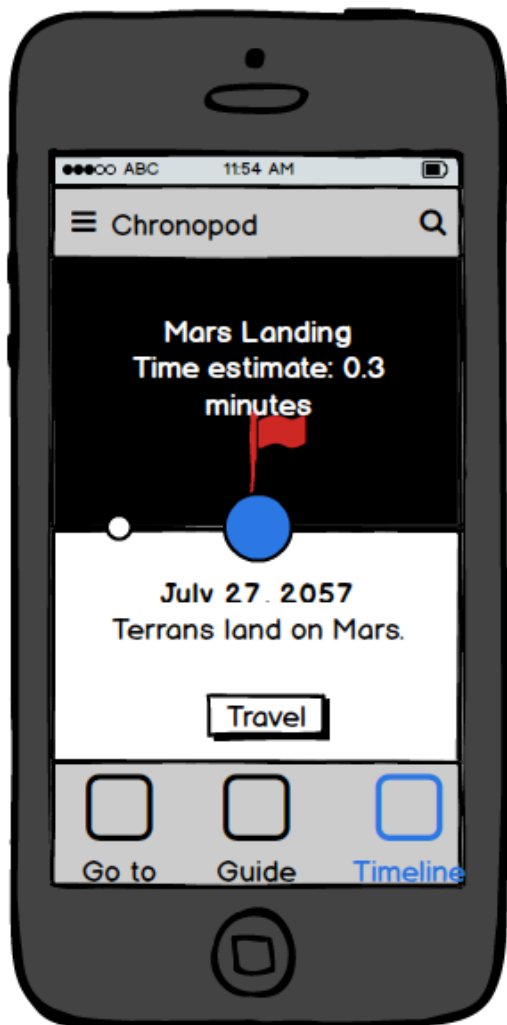 ABC 11:54 AM
Chronopod
Mars Landing
Time estimate: 0.3
minutes
July 27, 2057
Terrans land on Mars.
Travel
Go to Guide Timeline